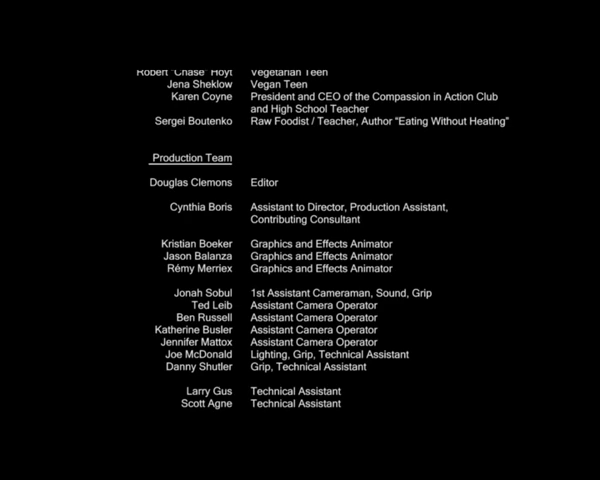 Robert "Chase" Hoyt Vegetarian Teen
Jena Sheklow Vegan Teen
Karen Coyne President and CEO of the Compassion in Action Club
and High School Teacher
Sergei Boutenko Raw Foodist / Teacher, Author "Eating Without Heating"
Production Team
Douglas Clemons Editor
Cynthia Boris Assistant to Director, Production Assistant,
Contributing Consultant
Kristian Boeker Graphics and Effects Animator
Jason Balanza Graphics and Effects Animator
Rémy Merriex Graphics and Effects Animator
Jonah Sobul 1st Assistant Cameraman, Sound, Grip
Ted Leib Assistant Camera Operator
Ben Russell Assistant Camera Operator
Katherine Busler Assistant Camera Operator
Jennifer Mattox Assistant Camera Operator
Joe McDonald Lighting, Grip, Technical Assistant
Danny Shutler Grip, Technical Assistant
Larry Gus Technical Assistant
Scott Agne Technical Assistant